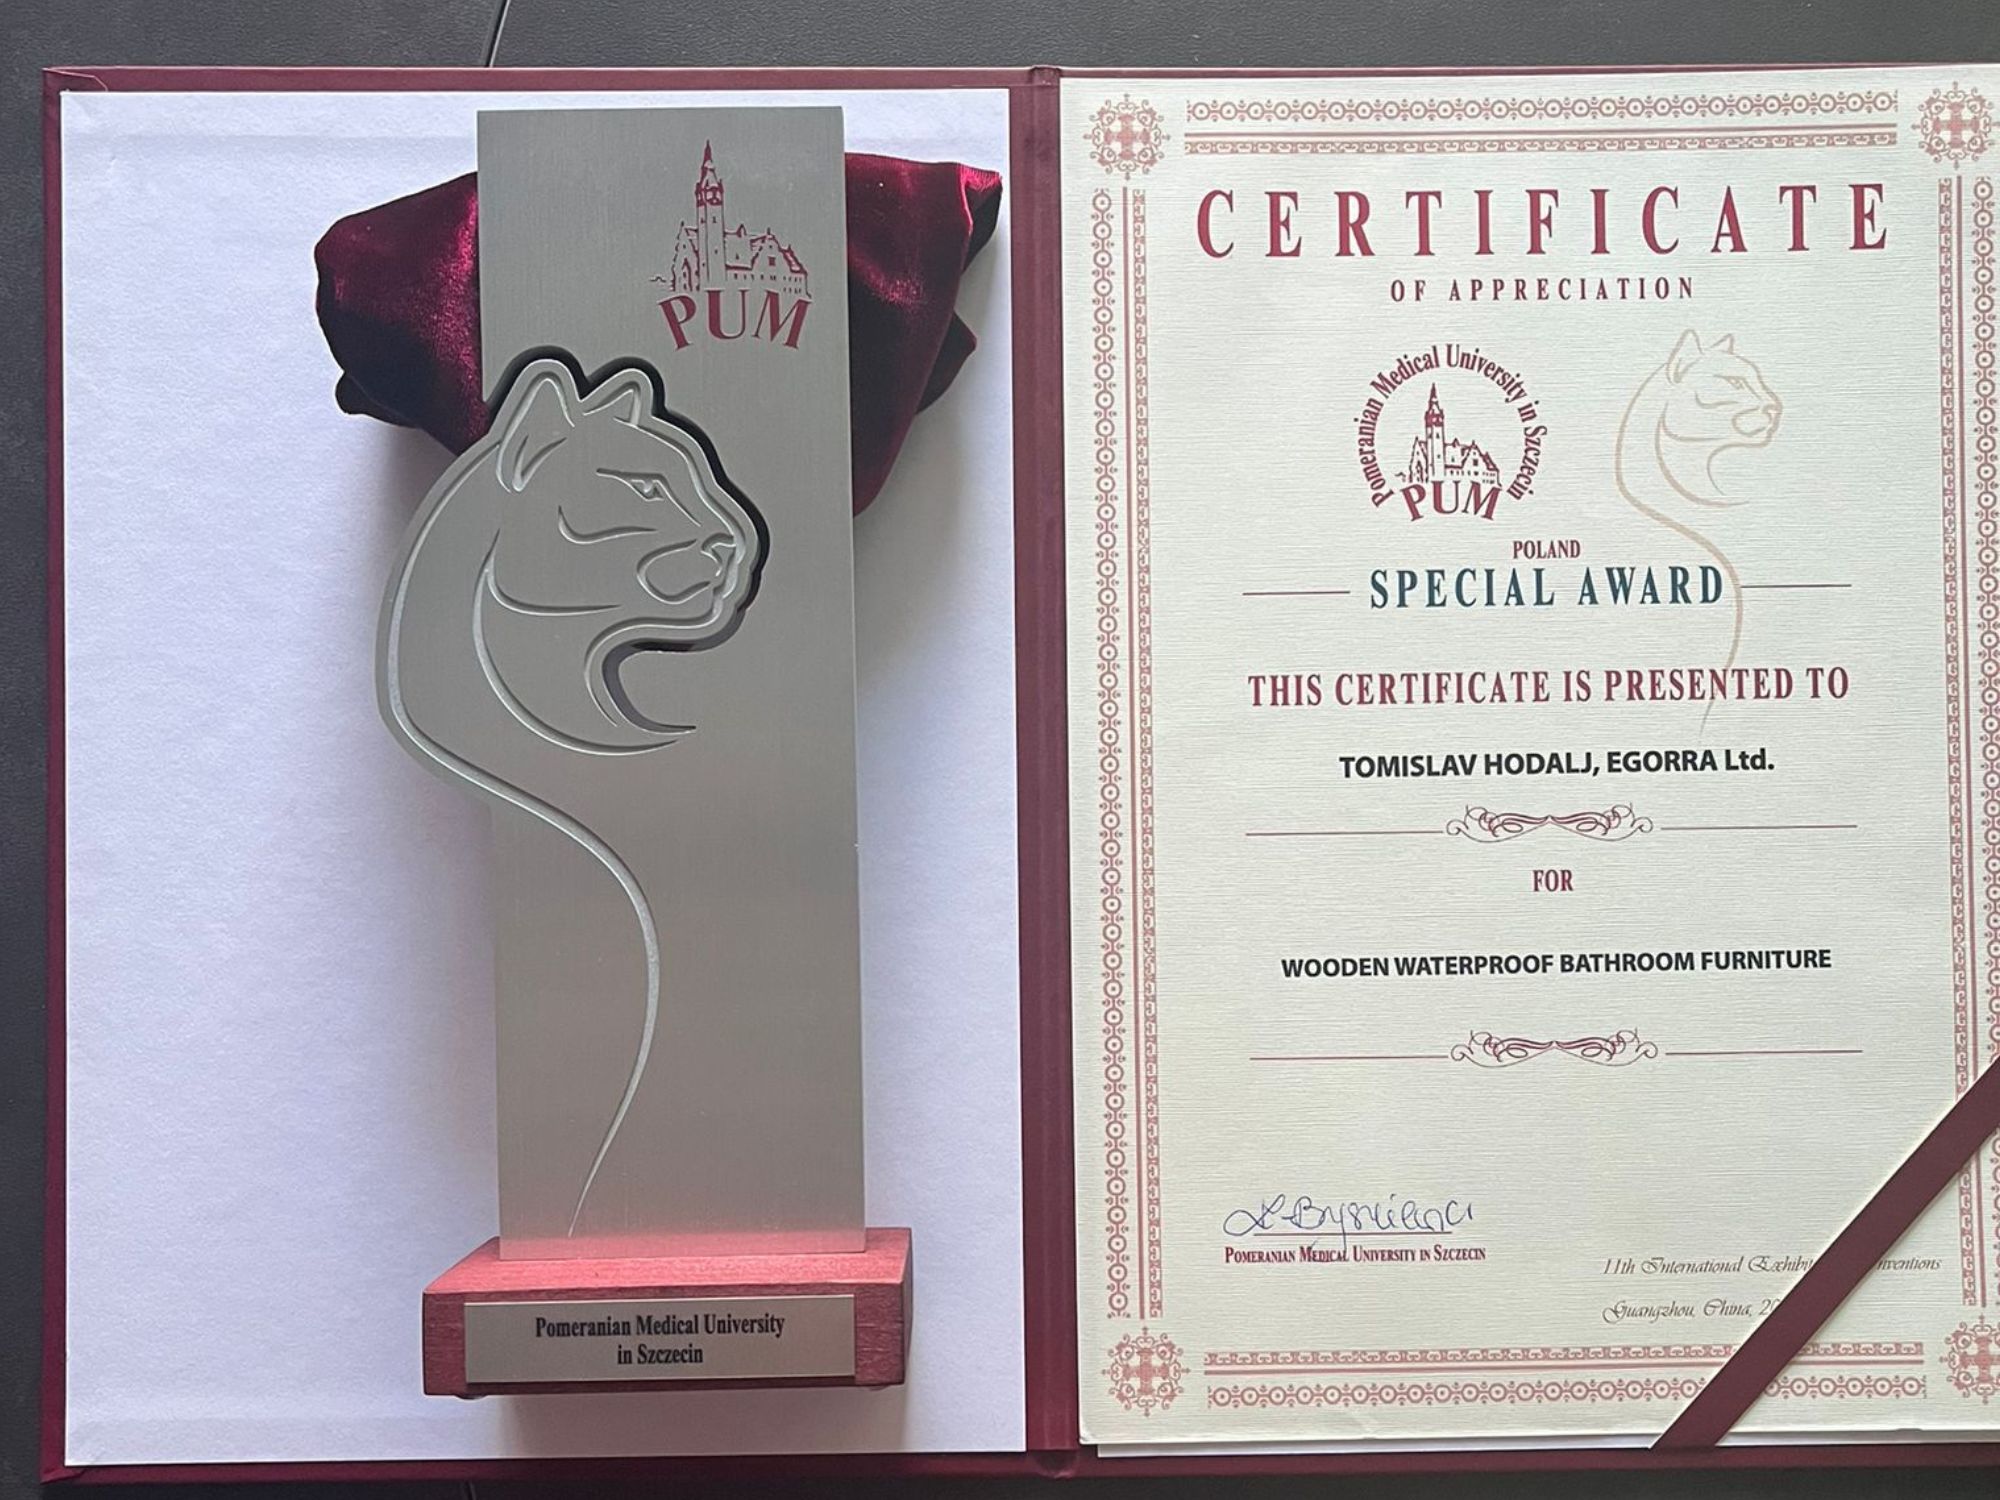 PUM
Pomeranian Medical University
in Szczecin
CERTIFICATE
OF APPRECIATION
Pomeranian Medical University in Szczecin
PUM
POLAND
SPECIAL AWARD
THIS CERTIFICATE IS PRESENTED TO
TOMISLAV HODALJ, EGORRA Ltd.
FOR
WOODEN WATERPROOF BATHROOM FURNITURE
POMERANIAN MEDICAL UNIVERSITY IN SZCZECIN
11th International
Guangzhou, China,